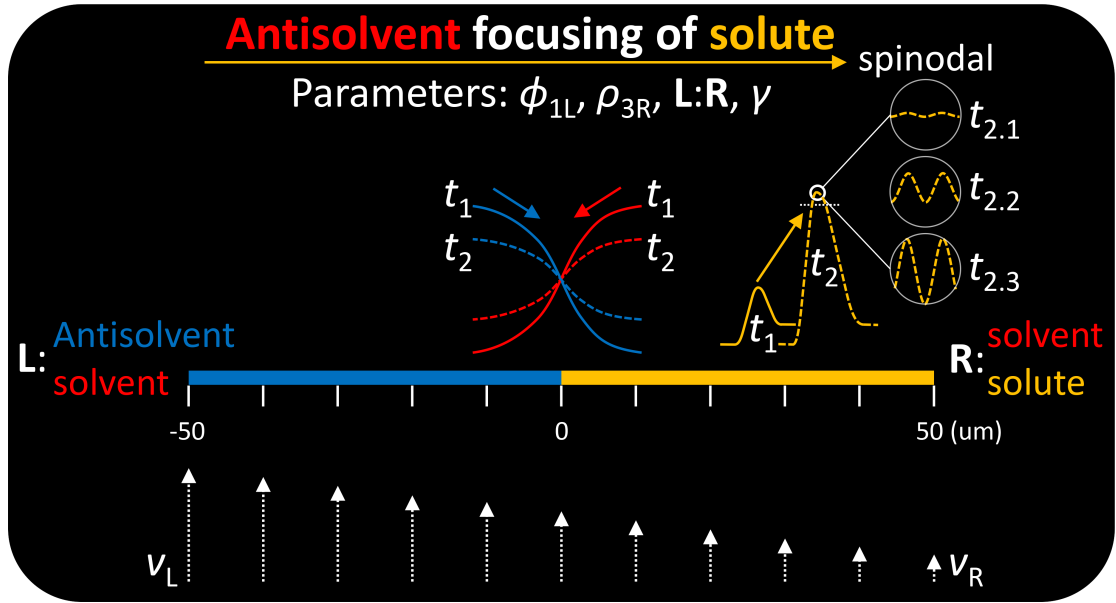 Antisolvent focusing of solute
spinodal
Parameters: ϕ1L, ρ3R, L:R, γ
t2.1
t1 t1
t2.2
t2 t2
t2
t2.3
t1
L: Antisolvent
solvent
R: solvent
solute
-50 0 50 (um)
vL vR